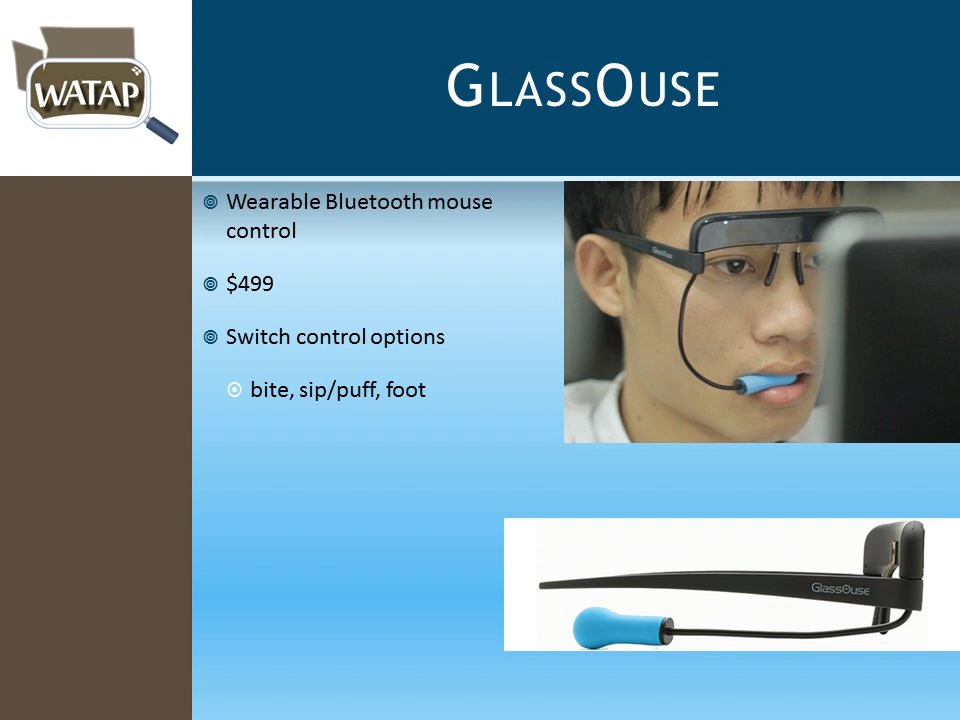 WATAP
GLASSOUSE
Wearable Bluetooth mouse
control
$499
Switch control options
bite, sip/puff, foot
GlassOuse
GlassOuse